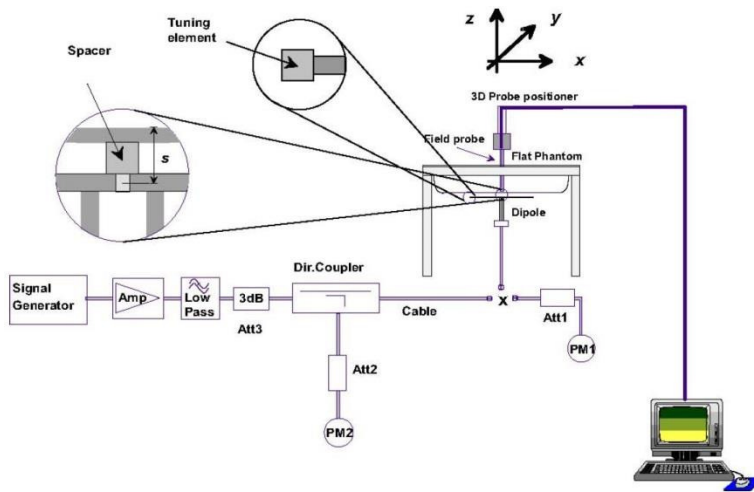 Tuning
element
Spacer
s
z
y
x
3D Probe positioner
Field probe
Flat Phantom
Dipole
Dir.Coupler
Signal
Generator
Amp
Low
Pass
3dB
Att3
Cable
x
Att1
PM1
Att2
PM2